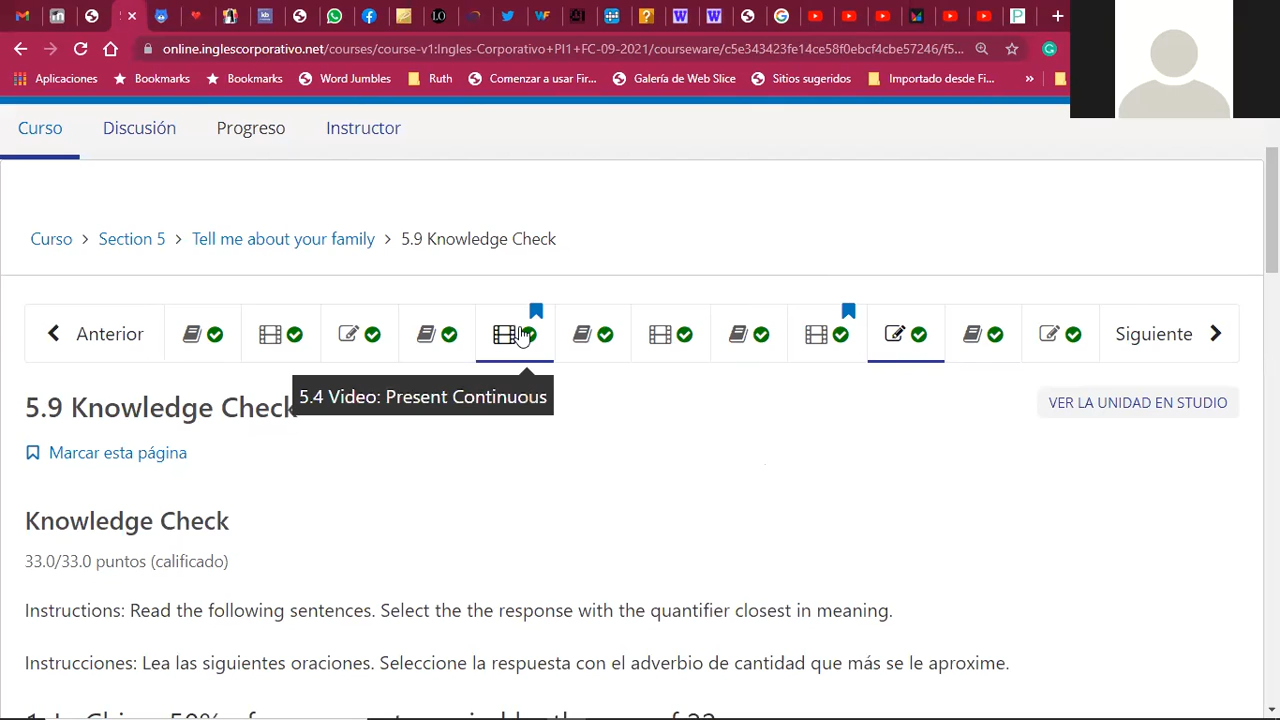 online.inglescorporativo.net/courses/course-v1:Ingles-Corporativo+PI1+FC-09-2021/courseware/c5e343423fe14ce58f0ebcf4cbe57246/f5...
Aplicaciones Bookmarks Bookmarks Word Jumbles Ruth Comenzar a usar Fir... Galería de Web Slice Sitios sugeridos Importado desde Fi... »
Curso Discusión Progreso Instructor
Curso > Section 5 > Tell me about your family > 5.9 Knowledge Check
Anterior Siguiente
5.4 Video: Present Continuous
5.9 Knowledge Check
VER LA UNIDAD EN STUDIO
Marcar esta página
Knowledge Check
33.0/33.0 puntos (calificado)
Instructions: Read the following sentences. Select the the response with the quantifier closest in meaning.
Instrucciones: Lea las siguientes oraciones. Seleccione la respuesta con el adverbio de cantidad que más se le aproxime.